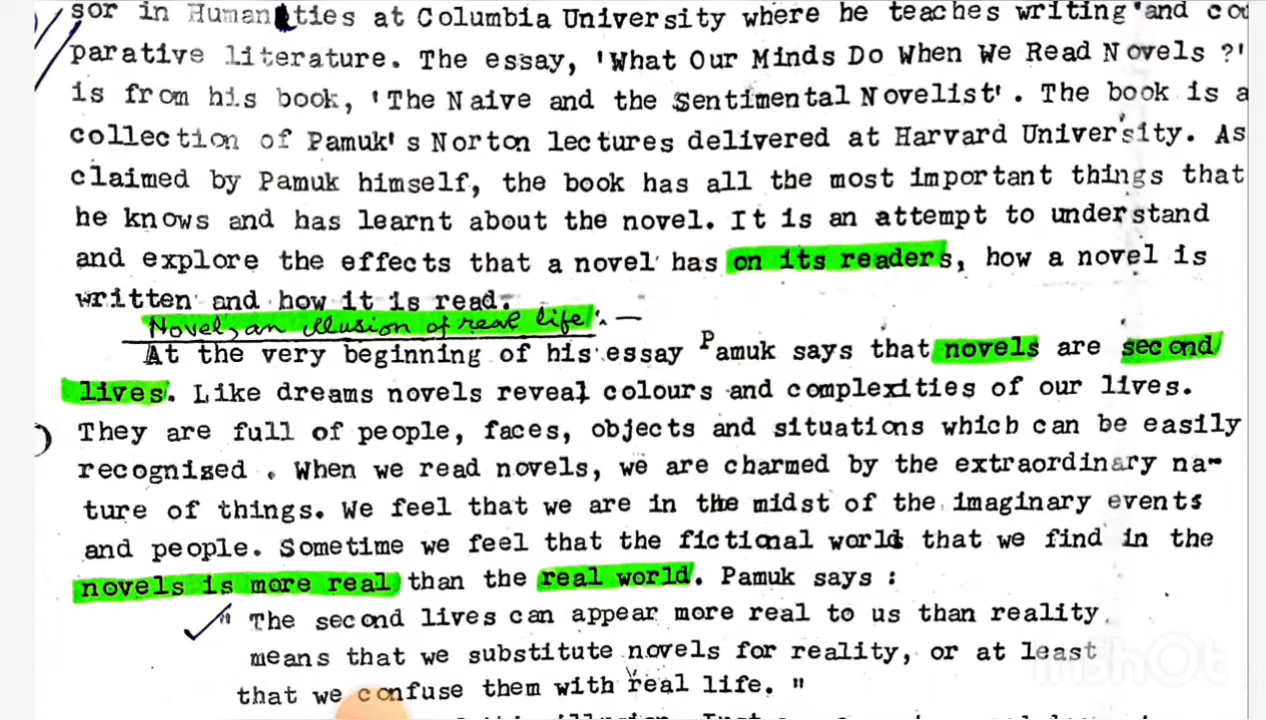 sor in Humanities at Columbia University where he teaches writing and co
parative literature. The essay, 'What Our Minds Do When We Read Novels ?'
is from his book, 'The Naive and the Sentimental Novelist'. The book is a
collection of Pamuk's Norton lectures delivered at Harvard University. As
claimed by Pamuk himself, the book has all the most important things that
he knows and has learnt about the novel. It is an attempt to understand
and explore the effects that a novel has on its readers, how a novel is
written and how it is read.
Novel, an illusion of real life :—
At the very beginning of his essay Pamuk says that novels are second
lives. Like dreams novels reveal colours and complexities of our lives.
They are full of people, faces, objects and situations which can be easily
recognised . When we read novels, we are charmed by the extraordinary na-
ture of things. We feel that we are in the midst of the imaginary events
and people. Sometime we feel that the fictional world that we find in the
novels is more real than the real world. Pamuk says :
" The second lives can appear more real to us than reality
means that we substitute novels for reality, or at least
that we confuse them with real life. "
InShOt